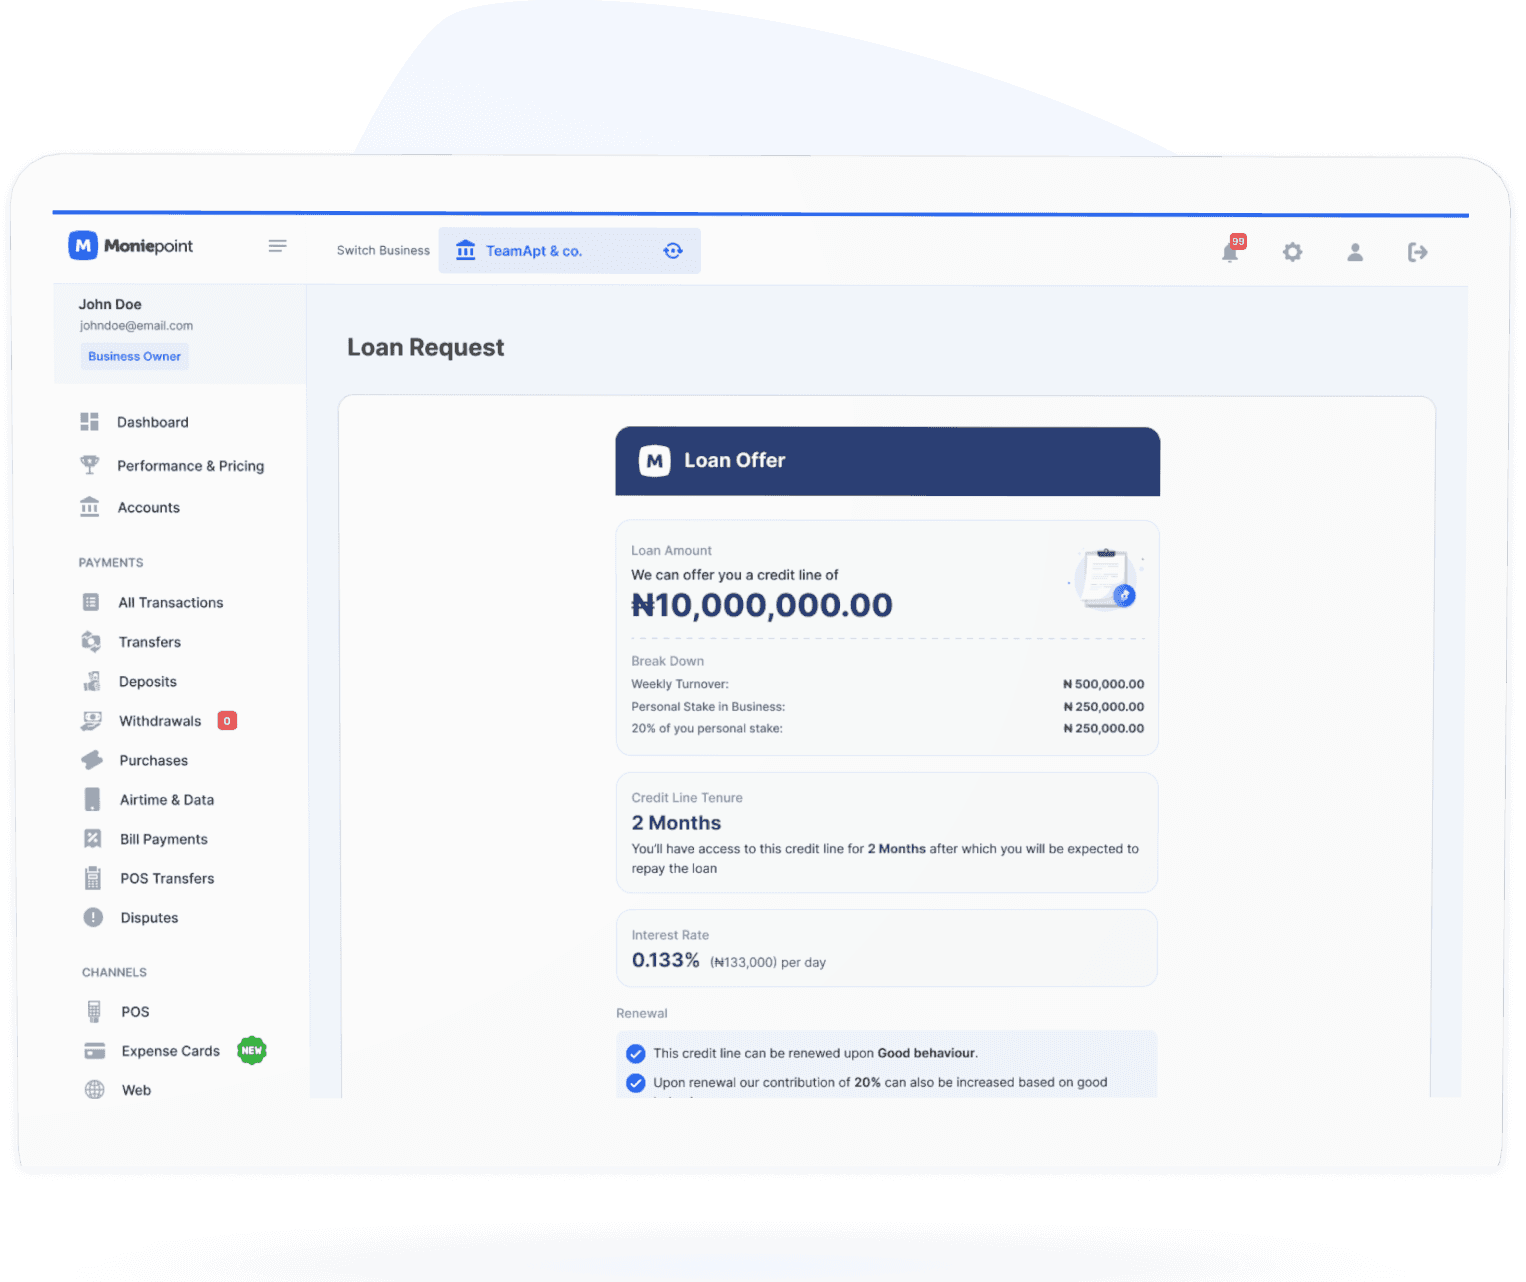 Moniepoint
Switch Business
TeamApt & co.
99
John Doe
johndoe@email.com
Business Owner
Dashboard
Performance & Pricing
Accounts
PAYMENTS
All Transactions
Transfers
Deposits
Withdrawals 0
Purchases
Airtime & Data
Bill Payments
POS Transfers
Disputes
CHANNELS
POS
Expense Cards NEW
Web
Loan Request
M Loan Offer
Loan Amount
We can offer you a credit line of
₦10,000,000.00
Break Down
Weekly Turnover: ₦ 500,000.00
Personal Stake in Business: ₦ 250,000.00
20% of you personal stake: ₦ 250,000.00
Credit Line Tenure
2 Months
You'll have access to this credit line for 2 Months after which you will be expected to
repay the loan
Interest Rate
0.133% (₦133,000) per day
Renewal
This credit line can be renewed upon Good behaviour.
Upon renewal our contribution of 20% can also be increased based on good